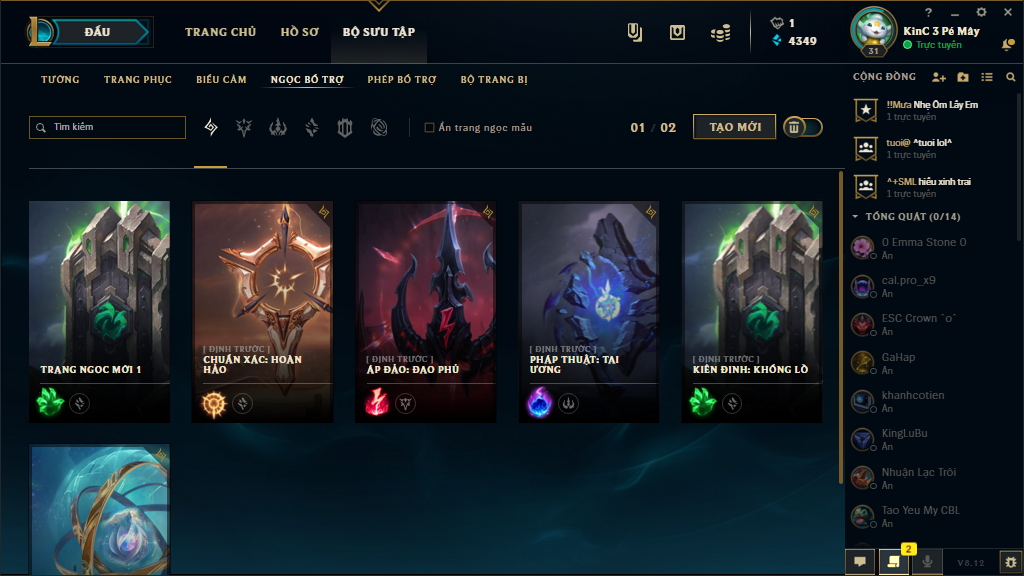 ĐẤU
TRANG CHỦ
HỒ SƠ
BỘ SƯU TẬP
1
4349
31
KinC 3 Pé Mây
Trực tuyến
TƯỚNG
TRANG PHỤC
BIỂU CẢM
NGỌC BỔ TRỢ
PHÉP BỔ TRỢ
BỘ TRANG BỊ
Tìm kiếm
Ẩn trang ngọc mẫu
01 / 02
TẠO MỚI
TRANG NGỌC MỚI 1
[ ĐỊNH TRƯỚC ]
CHUẨN XÁC: HOÀN
HẢO
[ ĐỊNH TRƯỚC ]
ÁP ĐẢO: ĐAO PHỦ
[ ĐỊNH TRƯỚC ]
PHÁP THUẬT: TAI
ƯƠNG
[ ĐỊNH TRƯỚC ]
KIÊN ĐỊNH: KHỔNG LỒ
CỘNG ĐỒNG
!!Mưa Nhẹ Ôm Lấy Em
1 trực tuyến
tuoi@ ^tuoi lol^
1 trực tuyến
^+SML hiếu xinh trai
1 trực tuyến
TỔNG QUÁT (0/14)
0 Emma Stone 0
Ẩn
cal.pro_x9
Ẩn
ESC Crown ^o^
Ẩn
GaHap
Ẩn
khanhcotien
Ẩn
KingLuBu
Ẩn
Nhuận Lạc Trôi
Ẩn
Tao Yeu My CBL
Ẩn
2
V8.12